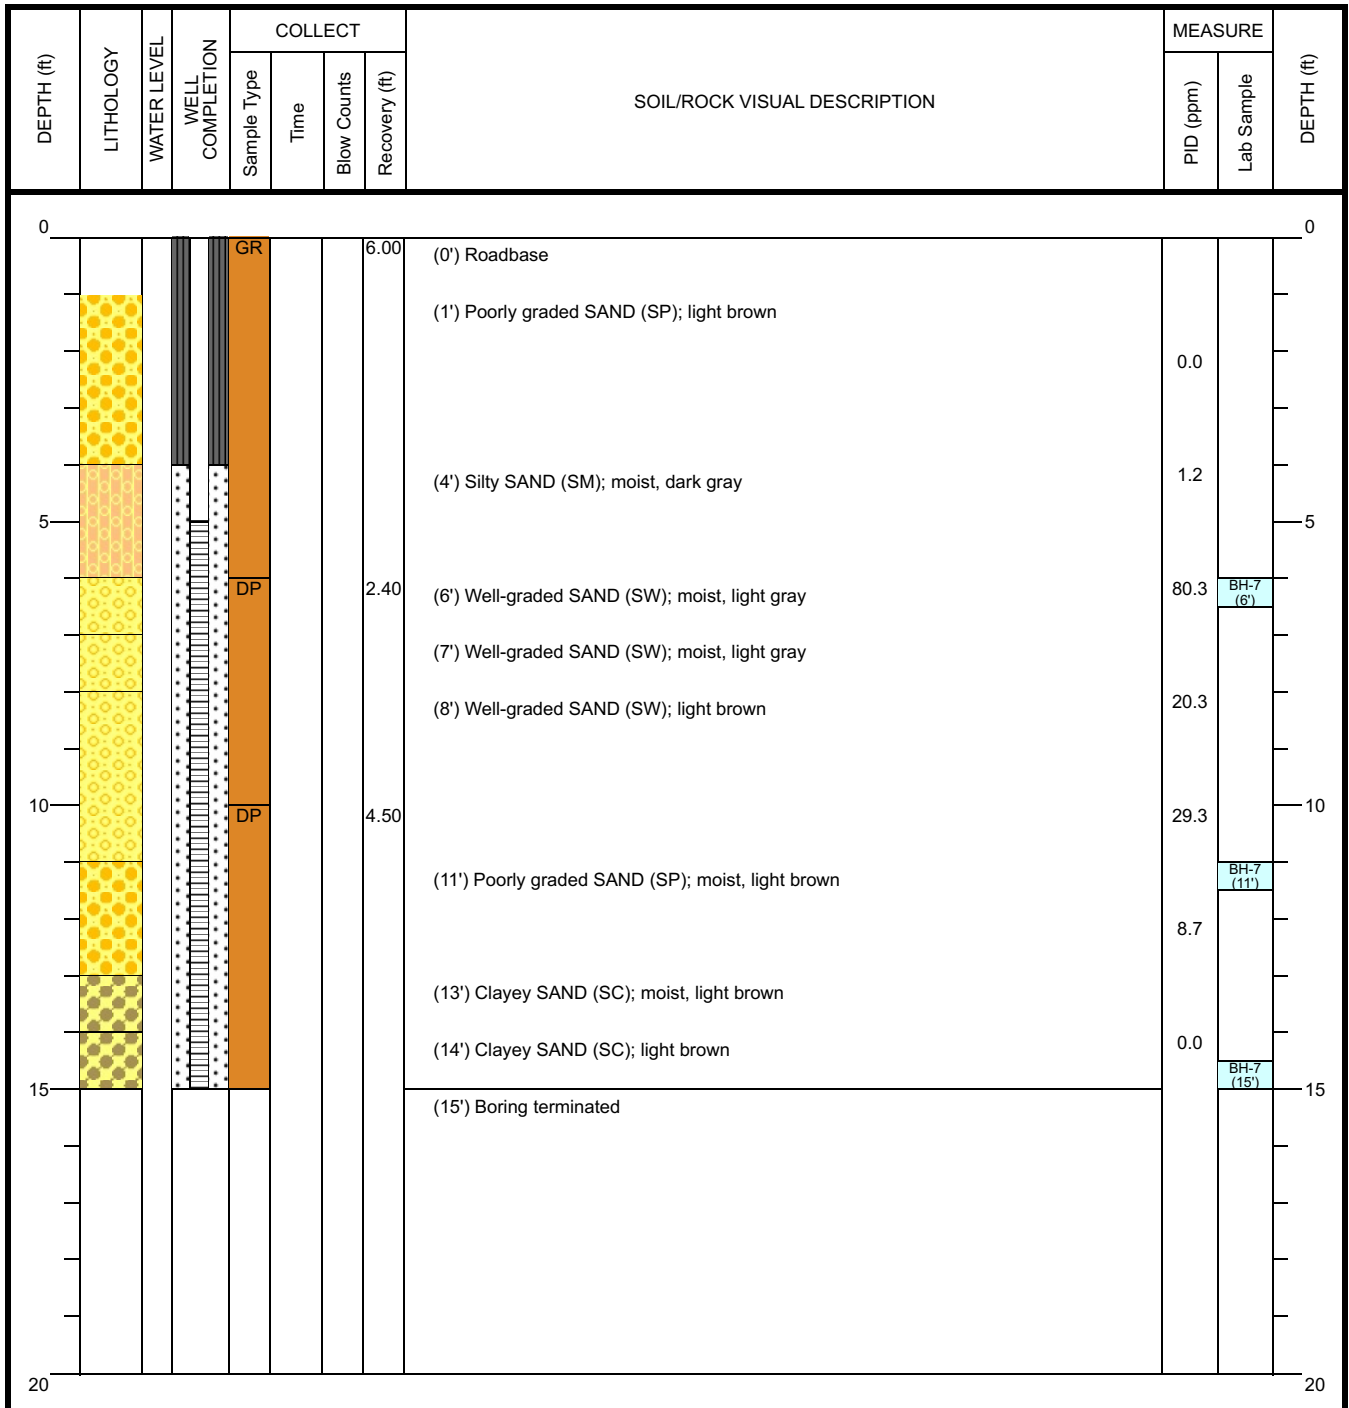 COLLECT
MEASURE
DEPTH (ft)
LITHOLOGY
WATER LEVEL
WELL
COMPLETION
Sample Type
Time
Blow Counts
Recovery (ft)
SOIL/ROCK VISUAL DESCRIPTION
PID (ppm)
Lab Sample
DEPTH (ft)
0
0
GR
6.00
(0') Roadbase
(1') Poorly graded SAND (SP); light brown
0.0
(4') Silty SAND (SM); moist, dark gray
1.2
5
5
DP
2.40
(6') Well-graded SAND (SW); moist, light gray
80.3
BH-7
(6')
(7') Well-graded SAND (SW); moist, light gray
(8') Well-graded SAND (SW); light brown
20.3
10
10
DP
4.50
29.3
(11') Poorly graded SAND (SP); moist, light brown
BH-7
(11')
8.7
(13') Clayey SAND (SC); moist, light brown
(14') Clayey SAND (SC); light brown
0.0
BH-7
(15')
15
15
(15') Boring terminated
20
20